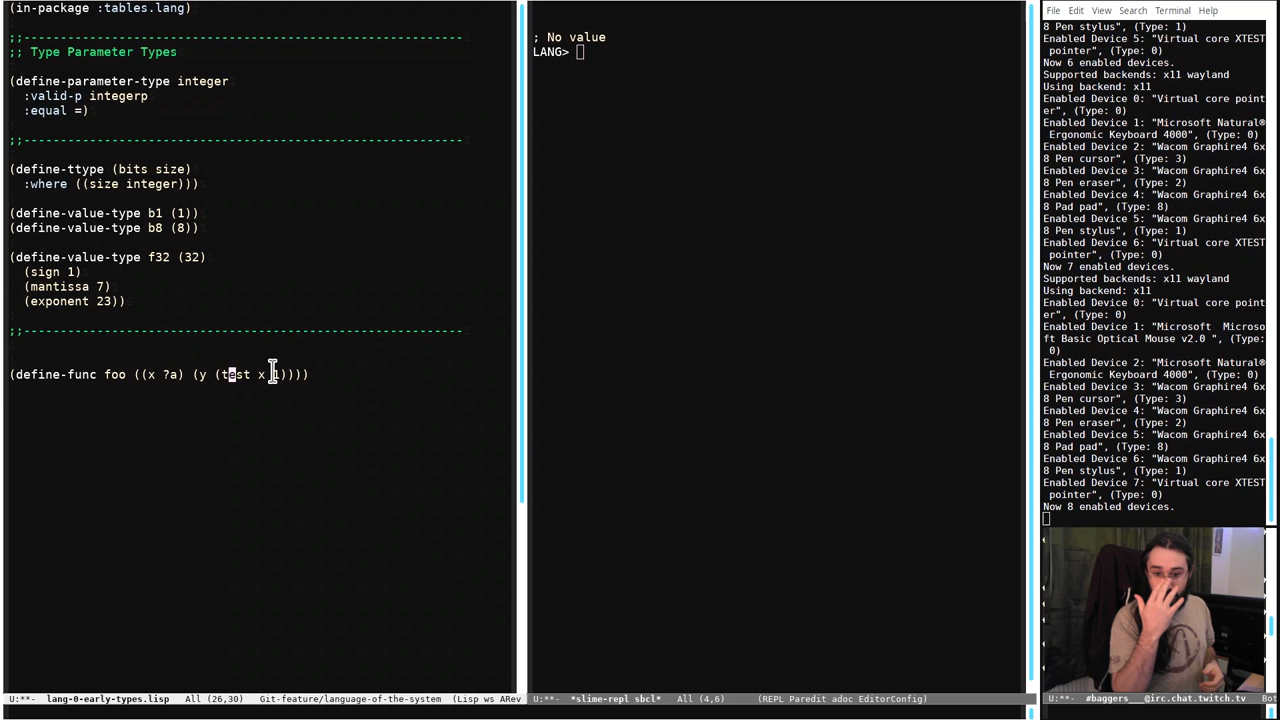 (in-package :tables.lang)
;;------------------------------------------------------------
;; Type Parameter Types
(define-parameter-type integer
  :valid-p integerp
  :equal =)
;;------------------------------------------------------------
(define-ttype (bits size)
  :where ((size integer)))
(define-value-type b1 (1))
(define-value-type b8 (8))
(define-value-type f32 (32)
  (sign 1)
  (mantissa 7)
  (exponent 23))
;;------------------------------------------------------------
(define-func foo ((x ?a) (y (test x 1))))
U:**-  lang-0-early-types.lisp   All (26,30)   Git-feature/language-of-the-system  (Lisp ws ARev
; No value
LANG>
U:**-  *slime-repl sbcl*   All (4,6)     (REPL Paredit adoc EditorConfig)
File Edit View Search Terminal Help
8 Pen stylus", (Type: 1)
Enabled Device 5: "Virtual core XTEST
pointer", (Type: 0)
Now 6 enabled devices.
Supported backends: x11 wayland
Using backend: x11
Enabled Device 0: "Virtual core point
er", (Type: 0)
Enabled Device 1: "Microsoft Natural®
 Ergonomic Keyboard 4000", (Type: 0)
Enabled Device 2: "Wacom Graphire4 6x
8 Pen cursor", (Type: 3)
Enabled Device 3: "Wacom Graphire4 6x
8 Pen eraser", (Type: 2)
Enabled Device 4: "Wacom Graphire4 6x
8 Pad pad", (Type: 8)
Enabled Device 5: "Wacom Graphire4 6x
8 Pen stylus", (Type: 1)
Enabled Device 6: "Virtual core XTEST
pointer", (Type: 0)
Now 7 enabled devices.
Supported backends: x11 wayland
Using backend: x11
Enabled Device 0: "Virtual core point
er", (Type: 0)
Enabled Device 1: "Microsoft  Microso
ft Basic Optical Mouse v2.0 ", (Type:
 0)
Enabled Device 2: "Microsoft Natural®
 Ergonomic Keyboard 4000", (Type: 0)
Enabled Device 3: "Wacom Graphire4 6x
8 Pen cursor", (Type: 3)
Enabled Device 4: "Wacom Graphire4 6x
8 Pen eraser", (Type: 2)
Enabled Device 5: "Wacom Graphire4 6x
8 Pad pad", (Type: 8)
Enabled Device 6: "Wacom Graphire4 6x
8 Pen stylus", (Type: 1)
Enabled Device 7: "Virtual core XTEST
pointer", (Type: 0)
Now 8 enabled devices.
U:**-  #baggers__@irc.chat.twitch.tv   Bot